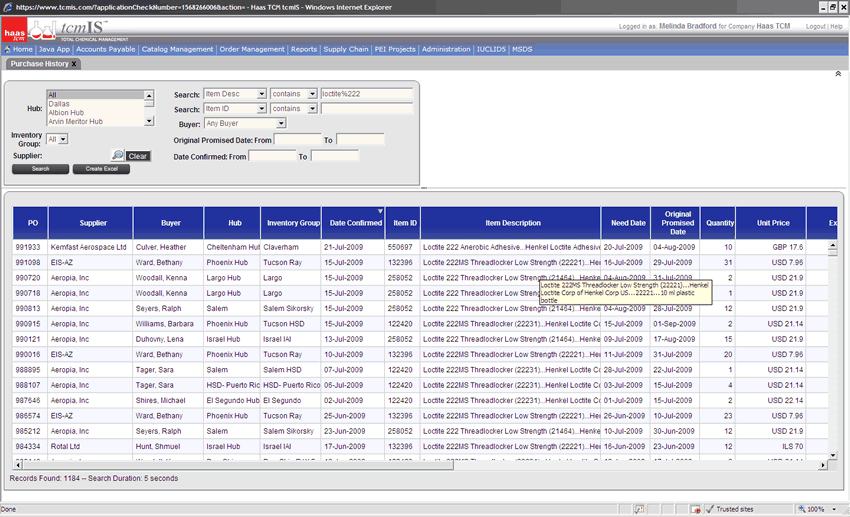 https://www.tcmis.com/?applicationCheckNumber=1568266006&action= - Haas TCM tcmIS - Windows Internet Explorer
haas tcm tcmIS TOTAL CHEMICAL MANAGEMENT
Logged in as: Melinda Bradford for Company Haas TCM Logout | Help
Home Java App Accounts Payable Catalog Management Order Management Reports Supply Chain PEI Projects Administration IUCLIDS MSDS
Purchase History X
Hub: All
Dallas
Albion Hub
Arvin Meritor Hub
Inventory Group: All
Supplier: Clear
Search Create Excel
Search: Item Desc contains loctite%222
Search: Item ID contains
Buyer: Any Buyer
Original Promised Date: From To
Date Confirmed: From To
PO Supplier Buyer Hub Inventory Group Date Confirmed Item ID Item Description Need Date Original Promised Date Quantity Unit Price Ex
991933 Kemfast Aerospace Ltd Culver, Heather Cheltenham Hub Claverham 21-Jul-2009 550697 Loctite 222 Anerobic Adhesive...Henkel Loctite Adhesive 20-Jul-2009 04-Aug-2009 10 GBP 17.6
991098 EIS-AZ Ward, Bethany Phoenix Hub Tucson Ray 16-Jul-2009 132396 Loctite 222MS Threadlocker Low Strength (22221)...Hen 29-Jul-2009 29-Jul-2009 31 USD 7.96
990720 Aeropia, Inc Woodall, Kenna Largo Hub Largo 15-Jul-2009 258052 Loctite 222MS Threadlocker Low Strength (21464)...Henkel 04-Aug-2009 31-Jul-2009 2 USD 21.9
990718 Aeropia, Inc Woodall, Kenna Largo Hub Largo 15-Jul-2009 258052 Loctite 222MS Threadlocker Low Strength 1 USD 21.9
Loctite 222MS Threadlocker Low Strength (22221)...Henkel
Loctite Corp of Henkel Corp US...22221...10 ml plastic
bottle
990813 Aeropia, Inc Seyers, Ralph Salem Salem Sikorsky 15-Jul-2009 258052 Loctite 222MS Threadlocker Low Strength (21464)...Henkel 04-Aug-2009 28-Jul-2009 12 USD 21.9
990915 Aeropia, Inc Williams, Barbara Phoenix Hub Tucson HSD 15-Jul-2009 122420 Loctite 222MS Threadlocker (22231)...Henkel Loctite Co 15-Jul-2009 01-Sep-2009 2 USD 21.14
990121 Aeropia, Inc Duhovny, Lena Israel Hub Israel IAI 13-Jul-2009 258052 Loctite 222MS Threadlocker Low Strength (21464)...Henkel 09-Jul-2009 17-Aug-2009 15 USD 21.9
990016 EIS-AZ Ward, Bethany Phoenix Hub Tucson Ray 10-Jul-2009 132396 Loctite 222MS Threadlocker Low Strength (22221)...Hen 11-Jul-2009 31-Jul-2009 20 USD 7.96
988895 Aeropia, Inc Tager, Sara Salem Salem HSD 07-Jul-2009 122420 Loctite 222MS Threadlocker (22231)...Henkel Loctite Co 28-Jul-2009 22-Jul-2009 1 USD 21.14
988107 Aeropia, Inc Tager, Sara HSD- Puerto Ric HSD- Puerto Rico 03-Jul-2009 122420 Loctite 222MS Threadlocker (22231)...Henkel Loctite Co 03-Jul-2009 15-Jul-2009 4 USD 21.14
987646 Aeropia, Inc Shires, Michael El Segundo Hub El Segundo 02-Jul-2009 122420 Loctite 222MS Threadlocker (22231)...Henkel Loctite Co 01-Jul-2009 15-Jul-2009 2 USD 22.14
986574 EIS-AZ Ward, Bethany Phoenix Hub Tucson Ray 25-Jun-2009 132396 Loctite 222MS Threadlocker Low Strength (22221)...Hen 26-Jun-2009 10-Jul-2009 23 USD 7.96
985212 Aeropia, Inc Seyers, Ralph Salem Salem Sikorsky 23-Jun-2009 258052 Loctite 222MS Threadlocker Low Strength (21464)...Henkel 09-Jun-2009 30-Jun-2009 12 USD 21.9
984334 Rotal Ltd Hunt, Shmuel Israel Hub Israel IAI 17-Jun-2009 132396 Loctite 222MS Threadlocker Low Strength (22221)...Hen 16-Jun-2009 23-Jun-2009 12 ILS 70
Records Found: 1184 -- Search Duration: 5 seconds
Done Trusted sites 100%